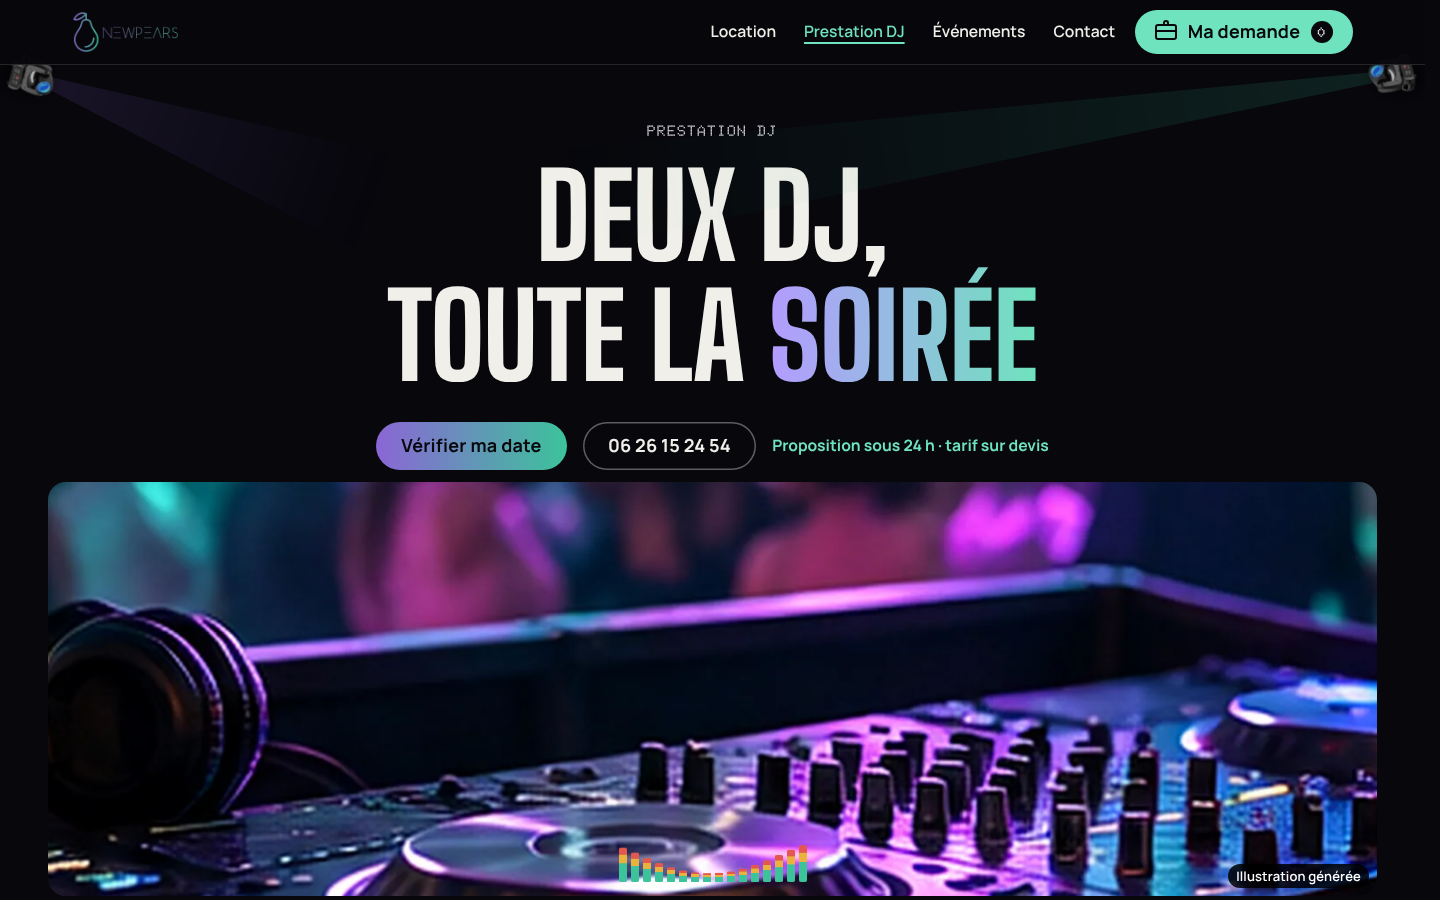 NEWPEARS
Location
Prestation DJ
Événements
Contact
Ma demande
0
PRESTATION DJ
DEUX DJ,
TOUTE LA SOIRÉE
Vérifier ma date
06 26 15 24 54
Proposition sous 24 h · tarif sur devis
Illustration générée